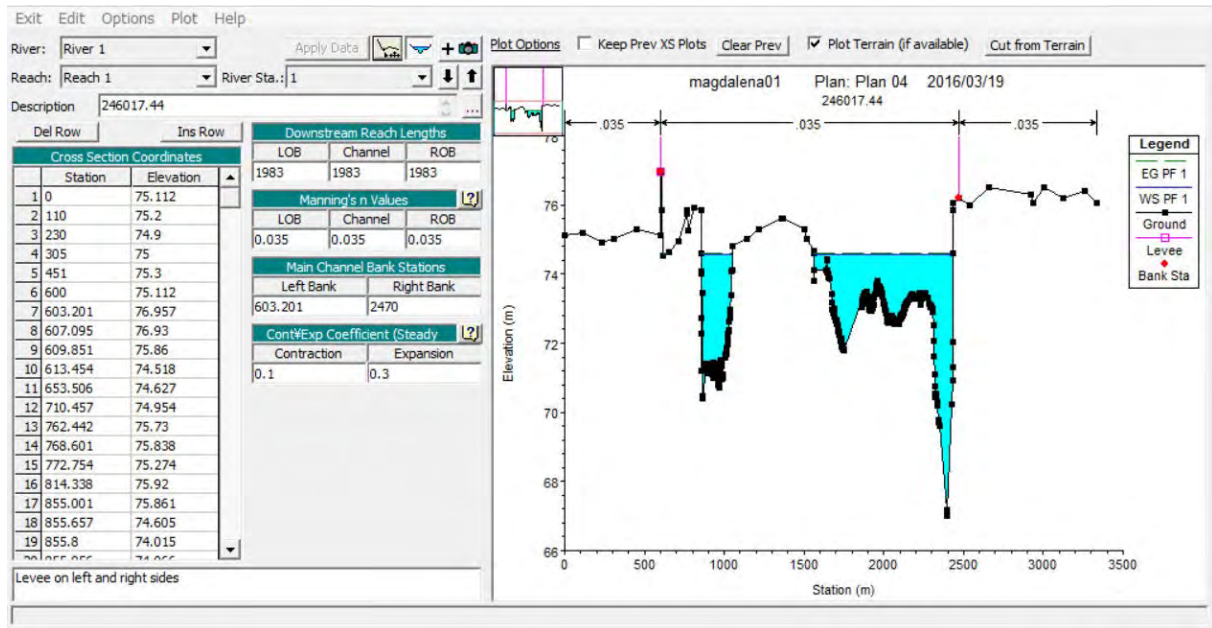 Exit Edit Options Plot Help
River: River 1 Apply Data Plot Options Keep Prev XS Plots Clear Prev Plot Terrain (if available) Cut from Terrain
Reach: Reach 1 River Sta.: 1
Description 246017.44 ...
Del Row Ins Row
Cross Section Coordinates
Station Elevation
1 0 75.112
2 110 75.2
3 230 74.9
4 305 75
5 451 75.3
6 600 75.112
7 603.201 76.957
8 607.095 76.93
9 609.851 75.86
10 613.454 74.518
11 653.506 74.627
12 710.457 74.954
13 762.442 75.73
14 768.601 75.838
15 772.754 75.274
16 814.338 75.92
17 855.001 75.861
18 855.657 74.605
19 855.8 74.015
Downstream Reach Lengths
LOB Channel ROB
1983 1983 1983
Manning's n Values
LOB Channel ROB
0.035 0.035 0.035
Main Channel Bank Stations
Left Bank Right Bank
603.201 2470
Cont¥Exp Coefficient (Steady
Contraction Expansion
0.1 0.3
Levee on left and right sides
magdalena01 Plan: Plan 04 2016/03/19
246017.44
.035 .035 .035
78
76
74
72
70
68
66
Elevation (m)
0 500 1000 1500 2000 2500 3000 3500
Station (m)
Legend
EG PF 1
WS PF 1
Ground
Levee
Bank Sta